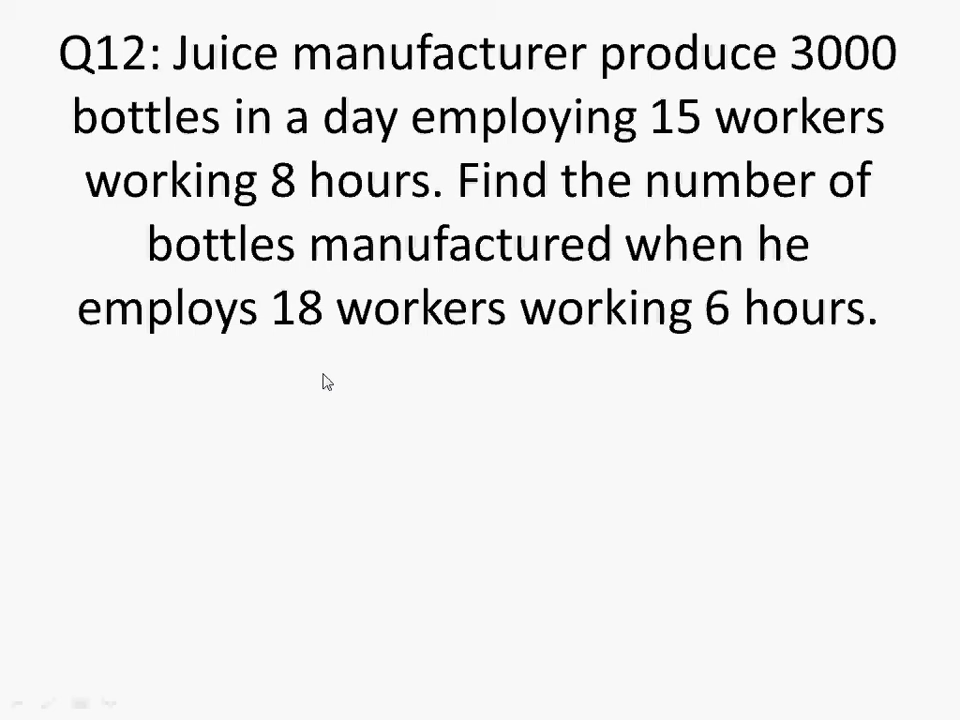 Q12: Juice manufacturer produce 3000
bottles in a day employing 15 workers
working 8 hours. Find the number of
bottles manufactured when he
employs 18 workers working 6 hours.